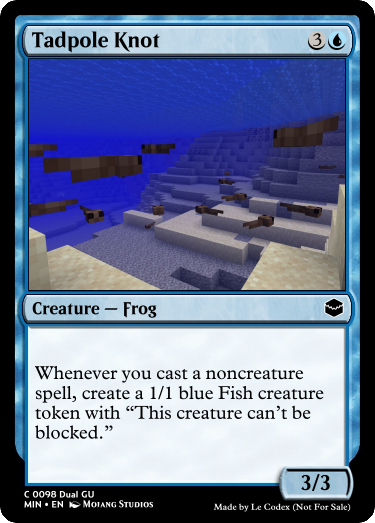 Tadpole Knot 3
Creature — Frog
Whenever you cast a noncreature
spell, create a 1/1 blue Fish creature
token with “This creature can't be
blocked.”
3/3
C 0098 Dual GU
MIN • EN Mojang Studios
Made by Le Codex (Not For Sale)